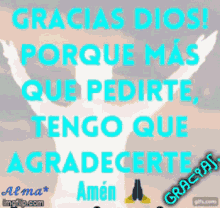 GRACIAS DIOS!
PORQUE MÁS
QUE PEDIRTE,
TENGO QUE
AGRADECERTE.
Amén
Alma*
GRACIAS
imgflip.com
gifs.com